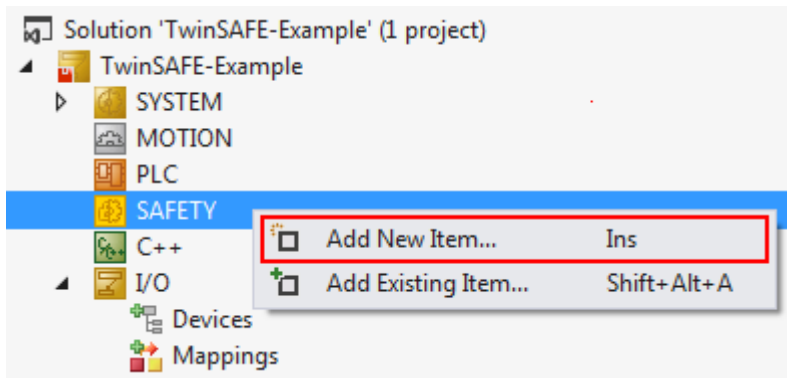 Solution 'TwinSAFE-Example' (1 project)
TwinSAFE-Example
SYSTEM
MOTION
PLC
SAFETY
Add New Item... Ins
C++
I/O
Add Existing Item... Shift+Alt+A
Devices
Mappings